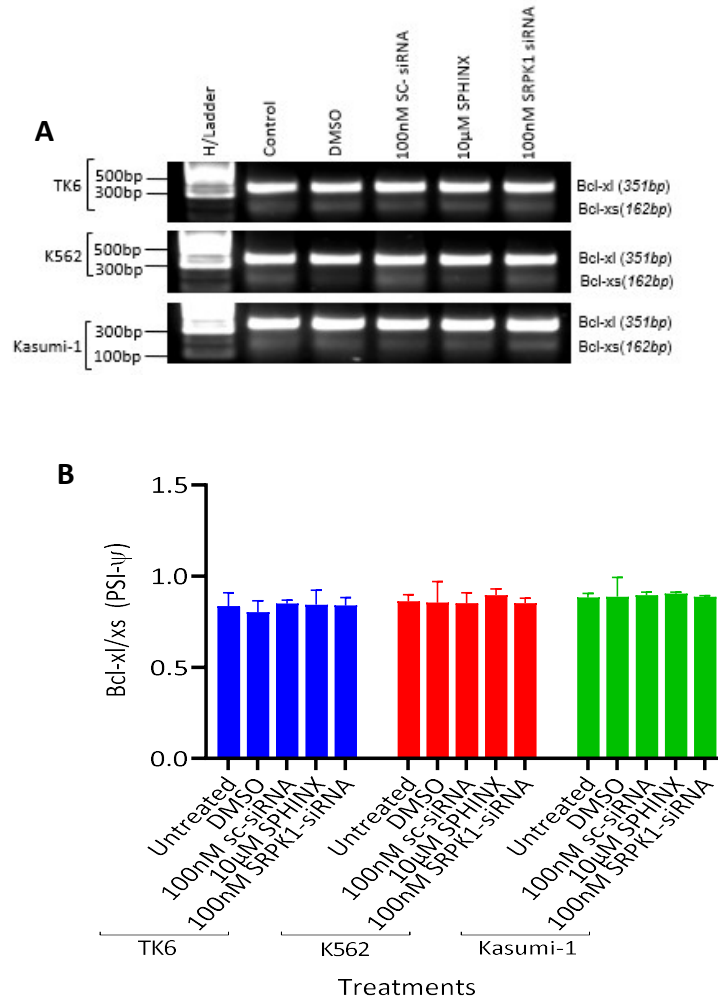 A
H/Ladder
Control
DMSO
100nM SC- siRNA
10µM SPHINX
100nM SRPK1 siRNA
TK6
500bp
300bp
Bcl-xl (351bp)
Bcl-xs(162bp)
K562
500bp
300bp
Bcl-xl (351bp)
Bcl-xs(162bp)
Kasumi-1
300bp
100bp
Bcl-xl (351bp)
Bcl-xs(162bp)
B
Bcl-xl/xs (PSI-ψ)
1.5
1.0
0.5
0.0
Untreated
DMSO
100nM sc-siRNA
10µM SPHINX
100nM SRPK1-siRNA
Untreated
DMSO
100nM sc-siRNA
10µM SPHINX
100nM SRPK1-siRNA
Untreated
DMSO
100nM sc-siRNA
10µM SPHINX
100nM SRPK1-siRNA
TK6
K562
Kasumi-1
Treatments